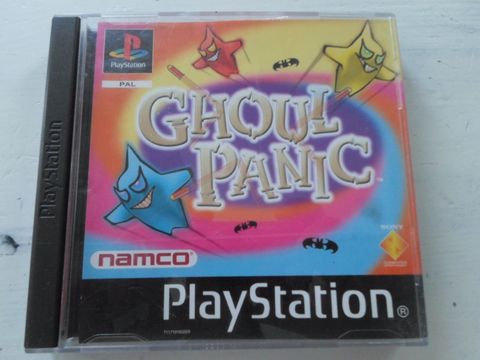 PlayStation
PlayStation
PAL
GHOUL
PANIC
namco
SONY
PlayStation®